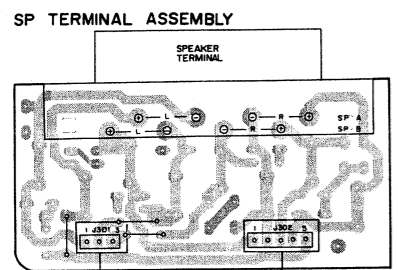 SP TERMINAL ASSEMBLY
SPEAKER
TERMINAL
L R SP-A
L R SP-B
1 J301 3
1 J302 5